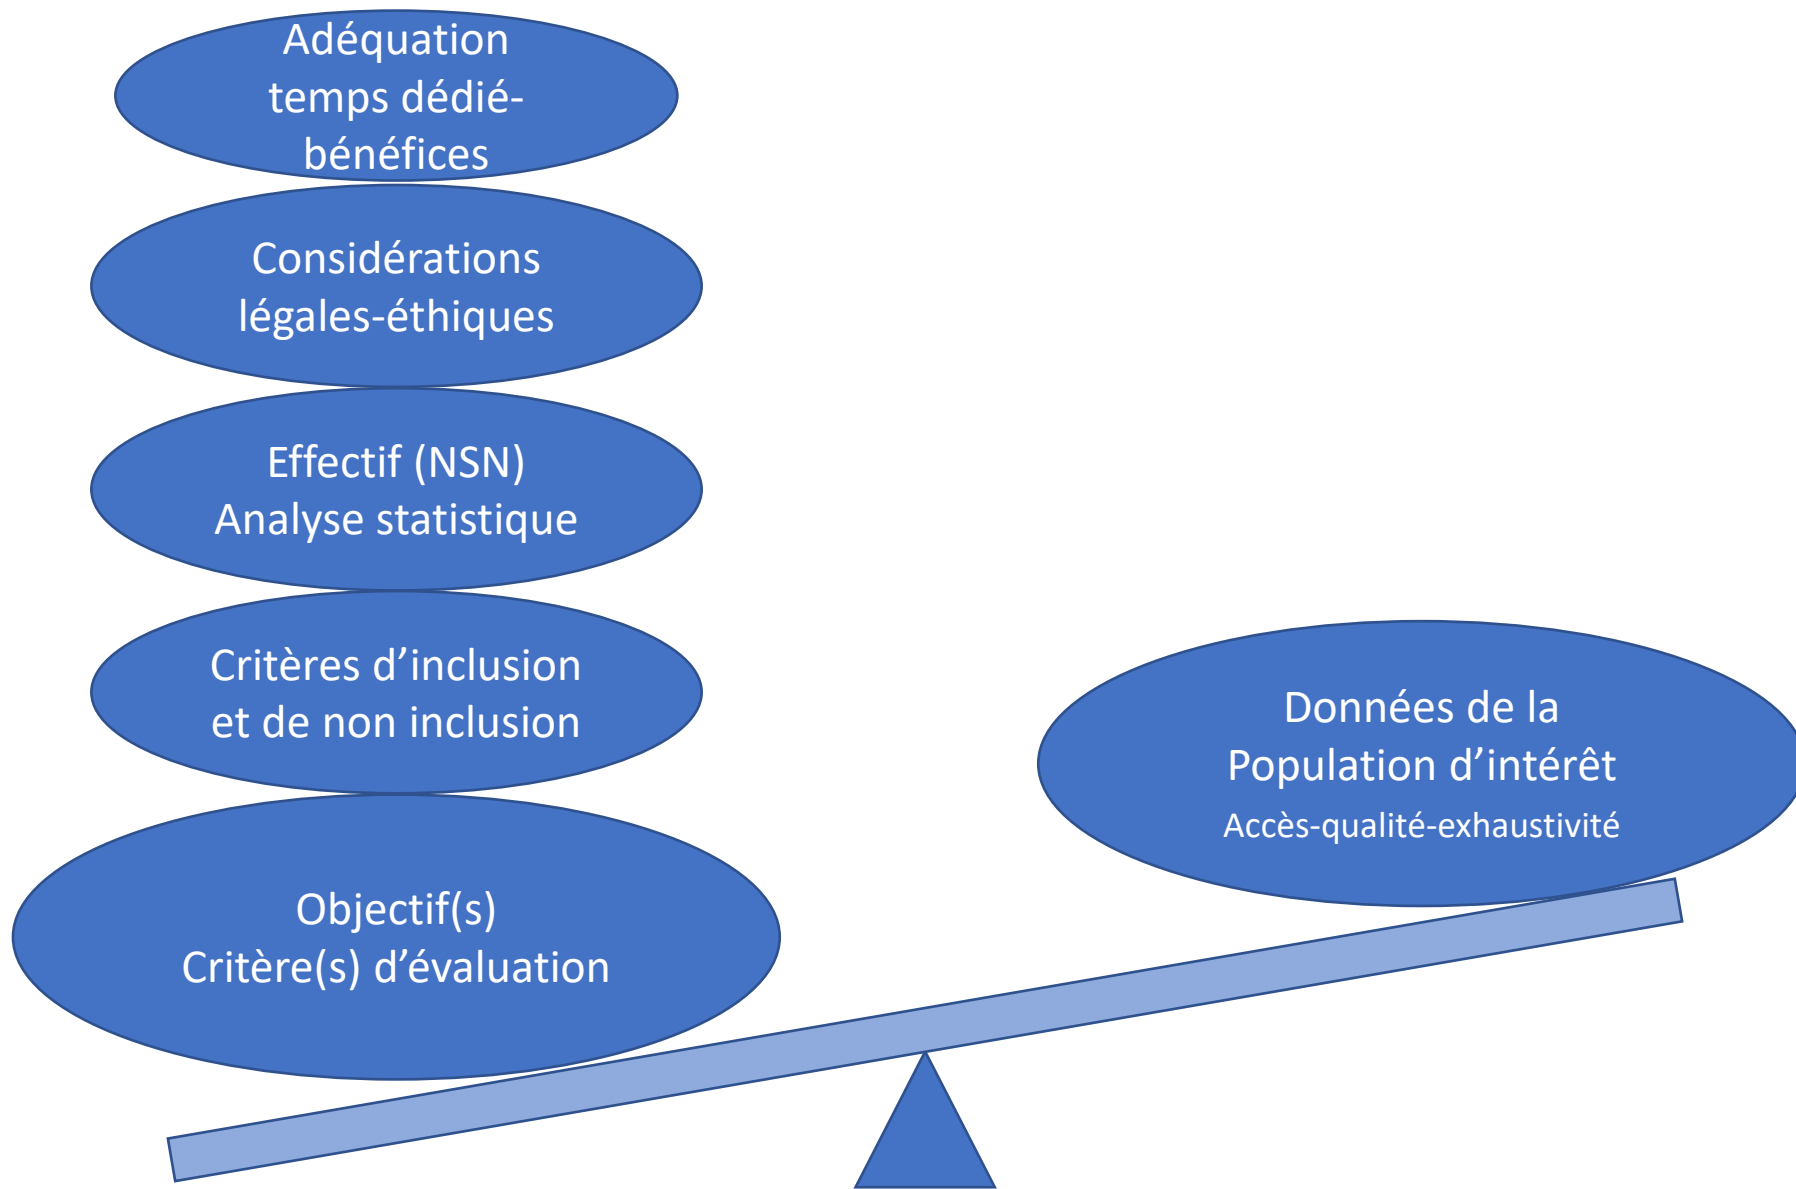 Adéquation
temps dédié-
bénéfices
Considérations
légales-éthiques
Effectif (NSN)
Analyse statistique
Critères d’inclusion
et de non inclusion
Objectif(s)
Critère(s) d’évaluation
Données de la
Population d’intérêt
Accès-qualité-exhaustivité